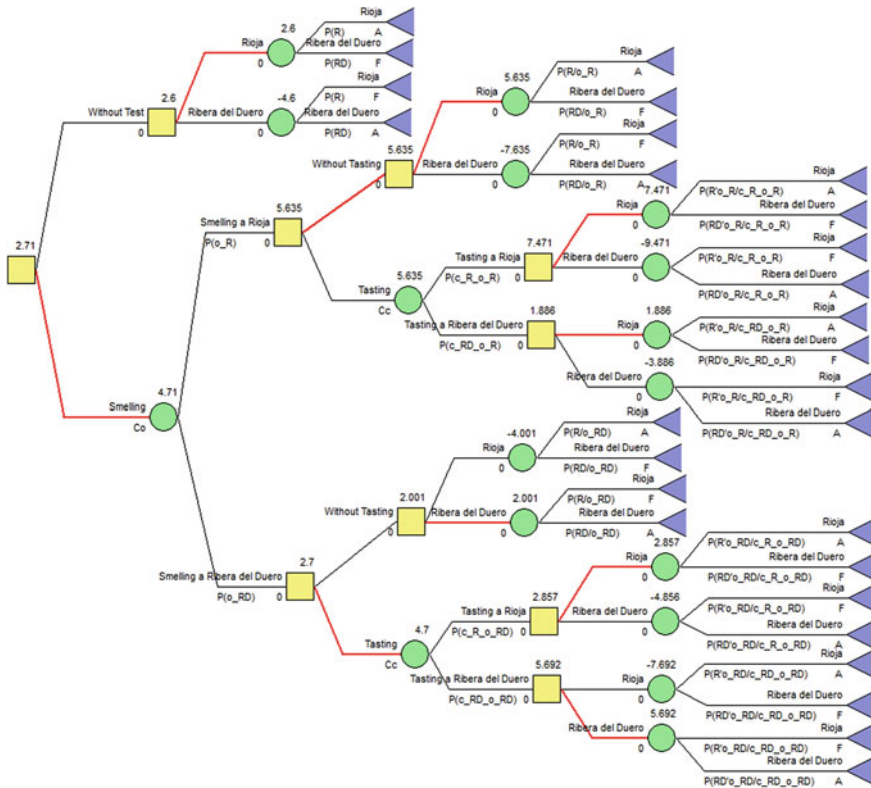 2.71
0
Without Test
2.6
0
Rioja
2.6
0
Rioja
P(R) A
Ribera del Duero
P(RD) F
Ribera del Duero
-4.6
0
Rioja
P(R) F
Ribera del Duero
P(RD) A
Smelling
4.71
Co
Smelling a Rioja
5.635
P(o_R) 0
Without Tasting
5.635
0
Rioja
5.635
0
Rioja
P(R/o_R) A
Ribera del Duero
P(RD/o_R) F
Ribera del Duero
-7.635
0
Rioja
P(R/o_R) F
Ribera del Duero
P(RD/o_R) A
Tasting
5.635
Cc
Tasting a Rioja
7.471
P(c_R_o_R) 0
Rioja
7.471
0
Rioja
P(R'o_R/c_R_o_R) A
Ribera del Duero
P(RD'o_R/c_R_o_R) F
Ribera del Duero
-9.471
0
Rioja
P(R'o_R/c_R_o_R) F
Ribera del Duero
P(RD'o_R/c_R_o_R) A
Tasting a Ribera del Duero
1.886
P(c_RD_o_R) 0
Rioja
1.886
0
Rioja
P(R'o_R/c_RD_o_R) A
Ribera del Duero
P(RD'o_R/c_RD_o_R) F
Ribera del Duero
-3.886
0
Rioja
P(R'o_R/c_RD_o_R) F
Ribera del Duero
P(RD'o_R/c_RD_o_R) A
Smelling a Ribera del Duero
2.7
P(o_RD) 0
Without Tasting
2.001
0
Rioja
-4.001
0
Rioja
P(R/o_RD) A
Ribera del Duero
P(RD/o_RD) F
Ribera del Duero
2.001
0
Rioja
P(R/o_RD) F
Ribera del Duero
P(RD/o_RD) A
Tasting
4.7
Cc
Tasting a Rioja
2.857
P(c_R_o_RD) 0
Rioja
2.857
0
Rioja
P(R'o_RD/c_R_o_RD) A
Ribera del Duero
P(RD'o_RD/c_R_o_RD) F
Ribera del Duero
-4.856
0
Rioja
P(R'o_RD/c_R_o_RD) F
Ribera del Duero
P(RD'o_RD/c_R_o_RD) A
Tasting a Ribera del Duero
5.692
P(c_RD_o_RD) 0
Rioja
-7.692
0
Rioja
P(R'o_RD/c_RD_o_RD) A
Ribera del Duero
P(RD'o_RD/c_RD_o_RD) F
Ribera del Duero
5.692
0
Rioja
P(R'o_RD/c_RD_o_RD) F
Ribera del Duero
P(RD'o_RD/c_RD_o_RD) A